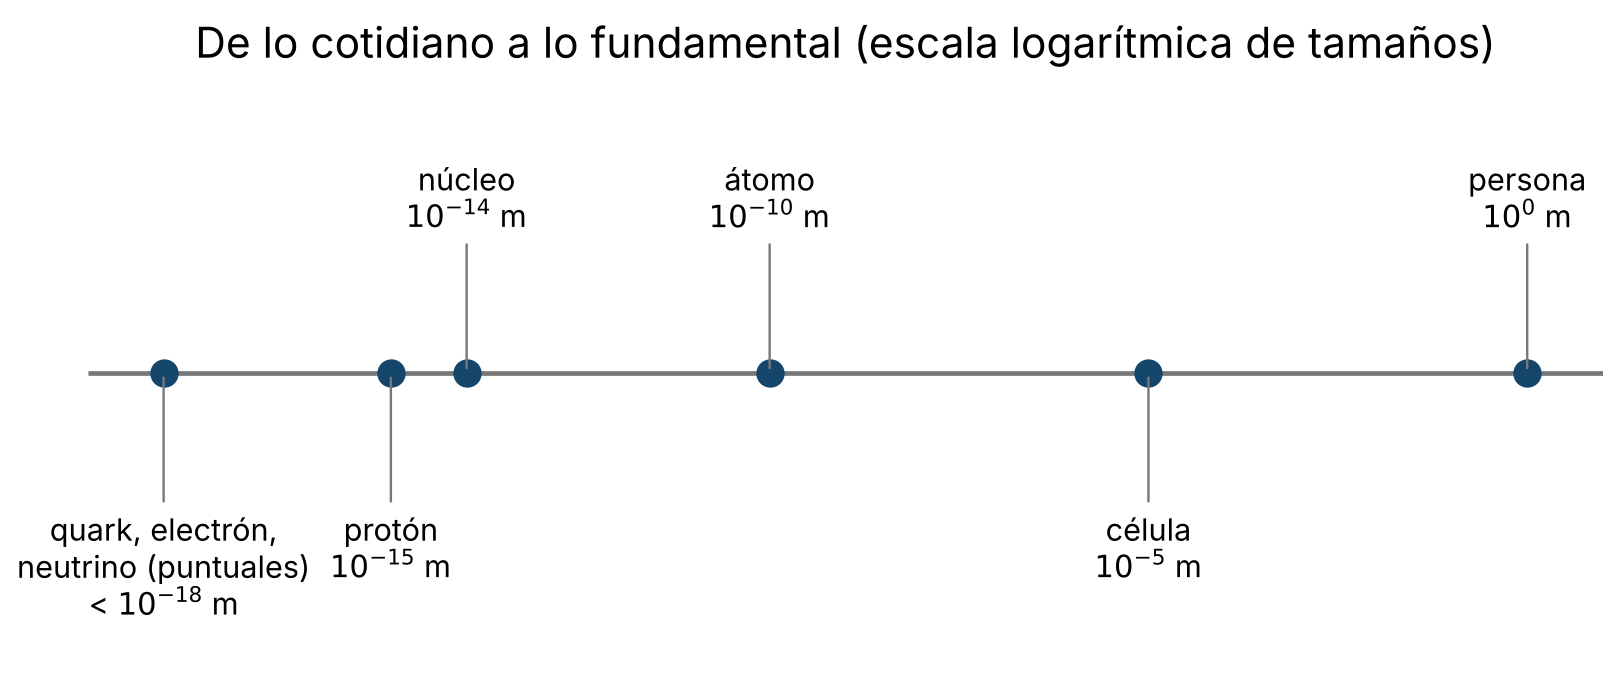 De lo cotidiano a lo fundamental (escala logarítmica de tamaños)
núcleo
10⁻¹⁴ m
átomo
10⁻¹⁰ m
persona
10⁰ m
quark, electrón,
neutrino (puntuales)
< 10⁻¹⁸ m
protón
10⁻¹⁵ m
célula
10⁻⁵ m